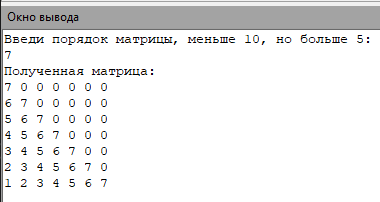 Окно вывода
Введи порядок матрицы, меньше 10, но больше 5:
7
Полученная матрица:
7 0 0 0 0 0 0
6 7 0 0 0 0 0
5 6 7 0 0 0 0
4 5 6 7 0 0 0
3 4 5 6 7 0 0
2 3 4 5 6 7 0
1 2 3 4 5 6 7